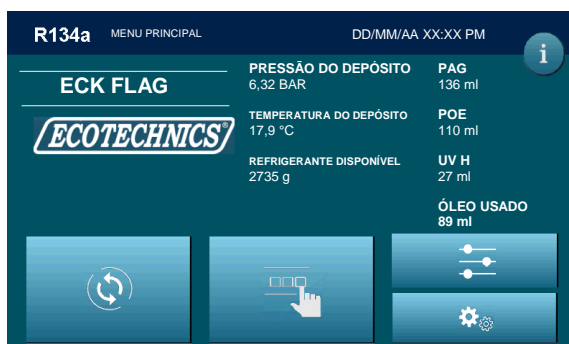 R134a MENU PRINCIPAL DD/MM/AA XX:XX PM
i
ECK FLAG
ECOTECHNICS
PRESSÃO DO DEPÓSITO
6,32 BAR
TEMPERATURA DO DEPÓSITO
17,9 °C
REFRIGERANTE DISPONÍVEL
2735 g
PAG
136 ml
POE
110 ml
UV H
27 ml
ÓLEO USADO
89 ml